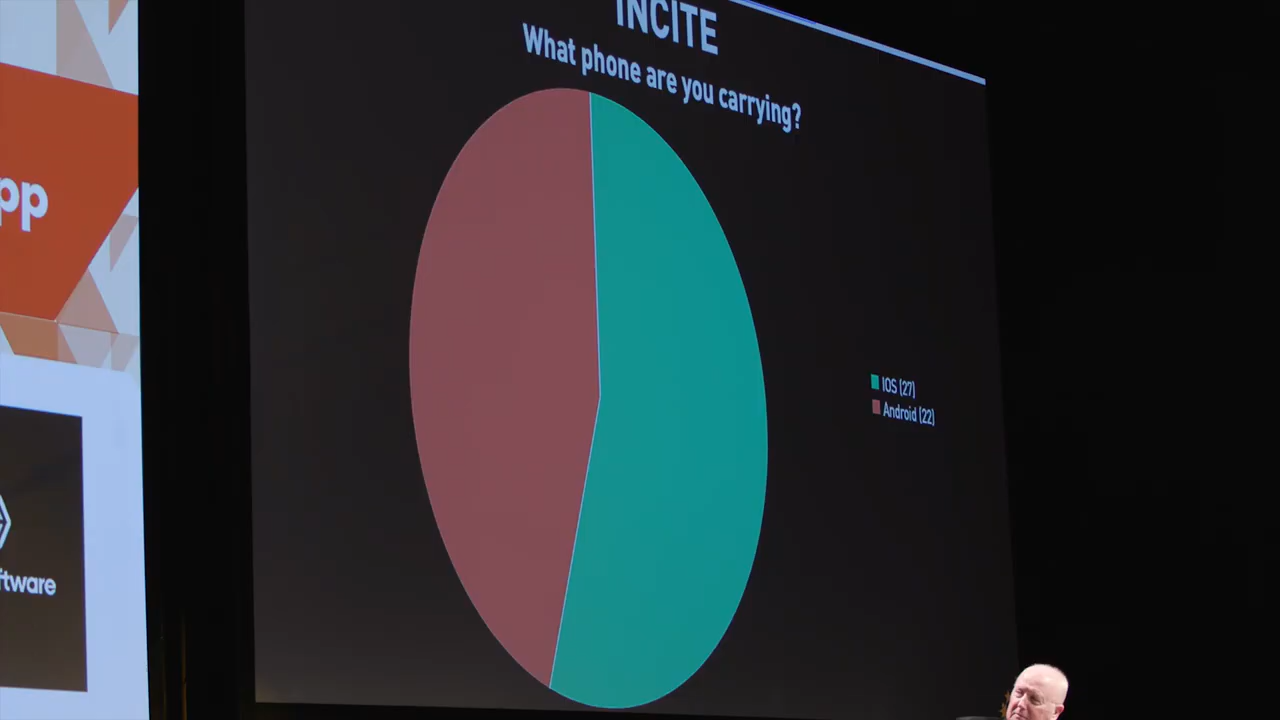 INCITE
What phone are you carrying?
IOS (27)
Android (22)
pp
ftware